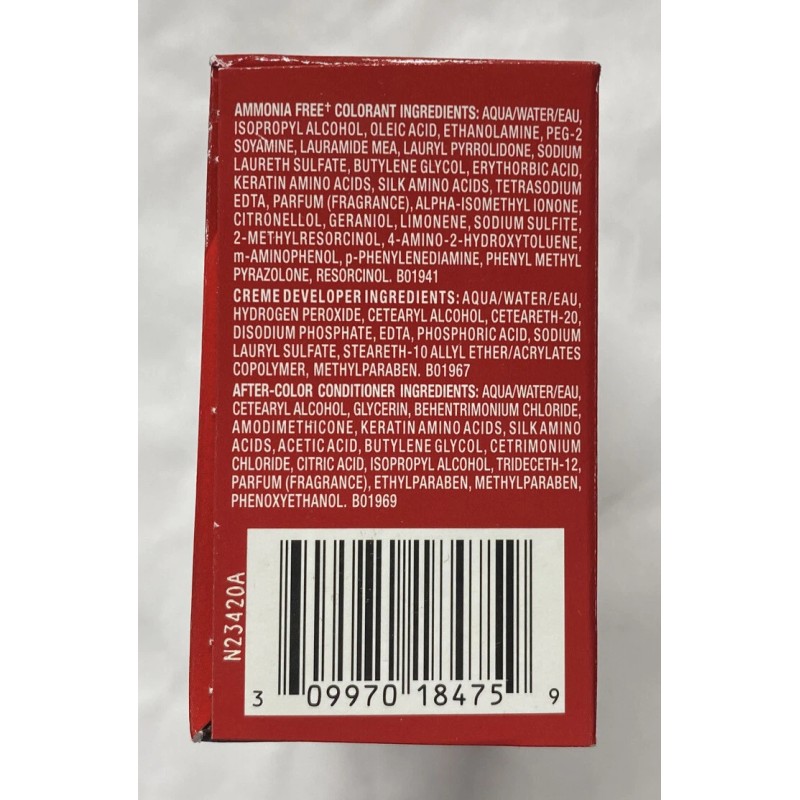 AMMONIA FREE† COLORANT INGREDIENTS: AQUA/WATER/EAU,
ISOPROPYL ALCOHOL, OLEIC ACID, ETHANOLAMINE, PEG-2
SOYAMINE, LAURAMIDE MEA, LAURYL PYRROLIDONE, SODIUM
LAURETH SULFATE, BUTYLENE GLYCOL, ERYTHORBIC ACID,
KERATIN AMINO ACIDS, SILK AMINO ACIDS, TETRASODIUM
EDTA, PARFUM (FRAGRANCE), ALPHA-ISOMETHYL IONONE,
CITRONELLOL, GERANIOL, LIMONENE, SODIUM SULFITE,
2-METHYLRESORCINOL, 4-AMINO-2-HYDROXYTOLUENE,
m-AMINOPHENOL, p-PHENYLENEDIAMINE, PHENYL METHYL
PYRAZOLONE, RESORCINOL. B01941
CREME DEVELOPER INGREDIENTS: AQUA/WATER/EAU,
HYDROGEN PEROXIDE, CETEARYL ALCOHOL, CETEARETH-20,
DISODIUM PHOSPHATE, EDTA, PHOSPHORIC ACID, SODIUM
LAURYL SULFATE, STEARETH-10 ALLYL ETHER/ACRYLATES
COPOLYMER, METHYLPARABEN. B01967
AFTER-COLOR CONDITIONER INGREDIENTS: AQUA/WATER/EAU,
CETEARYL ALCOHOL, GLYCERIN, BEHENTRIMONIUM CHLORIDE,
AMODIMETHICONE, KERATIN AMINO ACIDS, SILK AMINO
ACIDS, ACETIC ACID, BUTYLENE GLYCOL, CETRIMONIUM
CHLORIDE, CITRIC ACID, ISOPROPYL ALCOHOL, TRIDECETH-12,
PARFUM (FRAGRANCE), ETHYLPARABEN, METHYLPARABEN,
PHENOXYETHANOL. B01969
N23420A
3 09970 18475 9